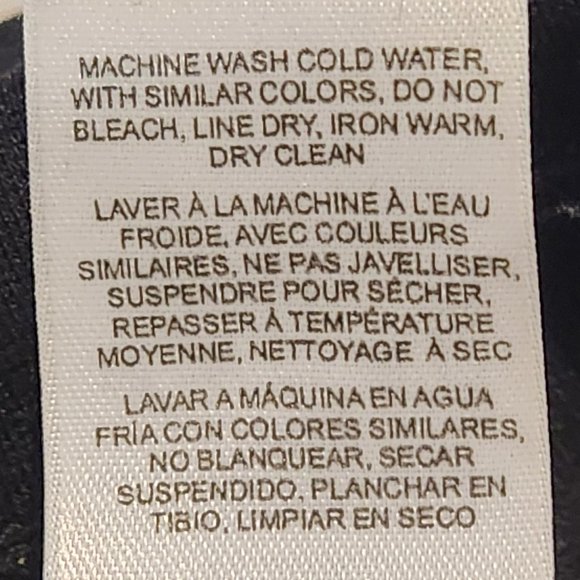 MACHINE WASH COLD WATER,
WITH SIMILAR COLORS, DO NOT
BLEACH, LINE DRY, IRON WARM,
DRY CLEAN
LAVER À LA MACHINE À L'EAU
FROIDE, AVEC COULEURS
SIMILAIRES, NE PAS JAVELLISER,
SUSPENDRE POUR SÉCHER,
REPASSER À TEMPÉRATURE
MOYENNE, NETTOYAGE À SEC
LAVAR A MÁQUINA EN AGUA
FRÍA CON COLORES SIMILARES,
NO BLANQUEAR, SECAR
SUSPENDIDO, PLANCHAR EN
TIBIO, LIMPIAR EN SECO